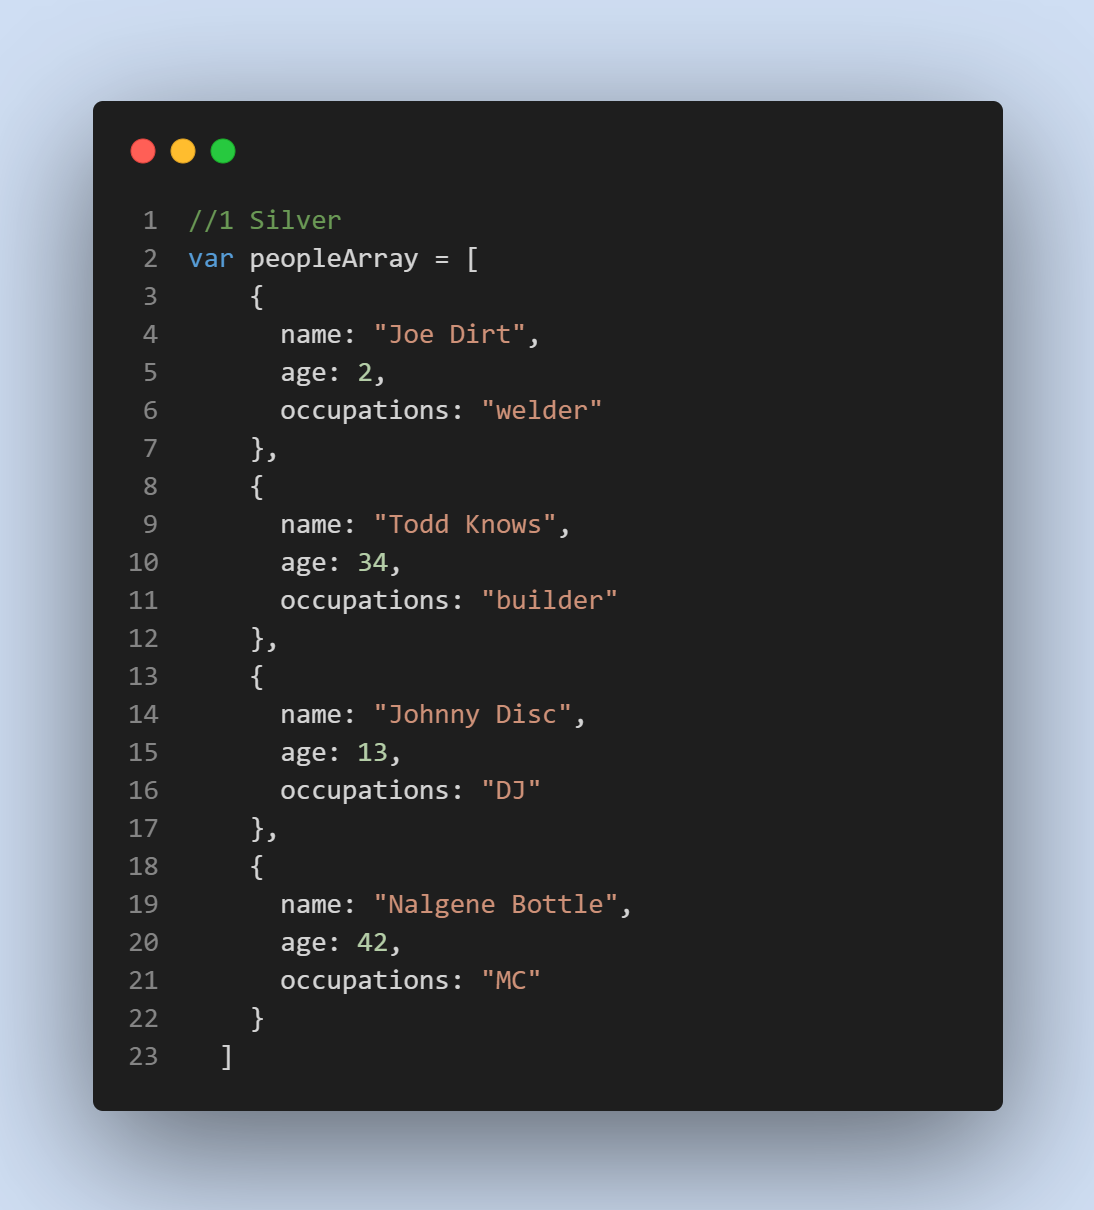 1 //1 Silver
2 var peopleArray = [
3     {
4       name: "Joe Dirt",
5       age: 2,
6       occupations: "welder"
7     },
8     {
9       name: "Todd Knows",
10       age: 34,
11       occupations: "builder"
12     },
13     {
14       name: "Johnny Disc",
15       age: 13,
16       occupations: "DJ"
17     },
18     {
19       name: "Nalgene Bottle",
20       age: 42,
21       occupations: "MC"
22     }
23   ]